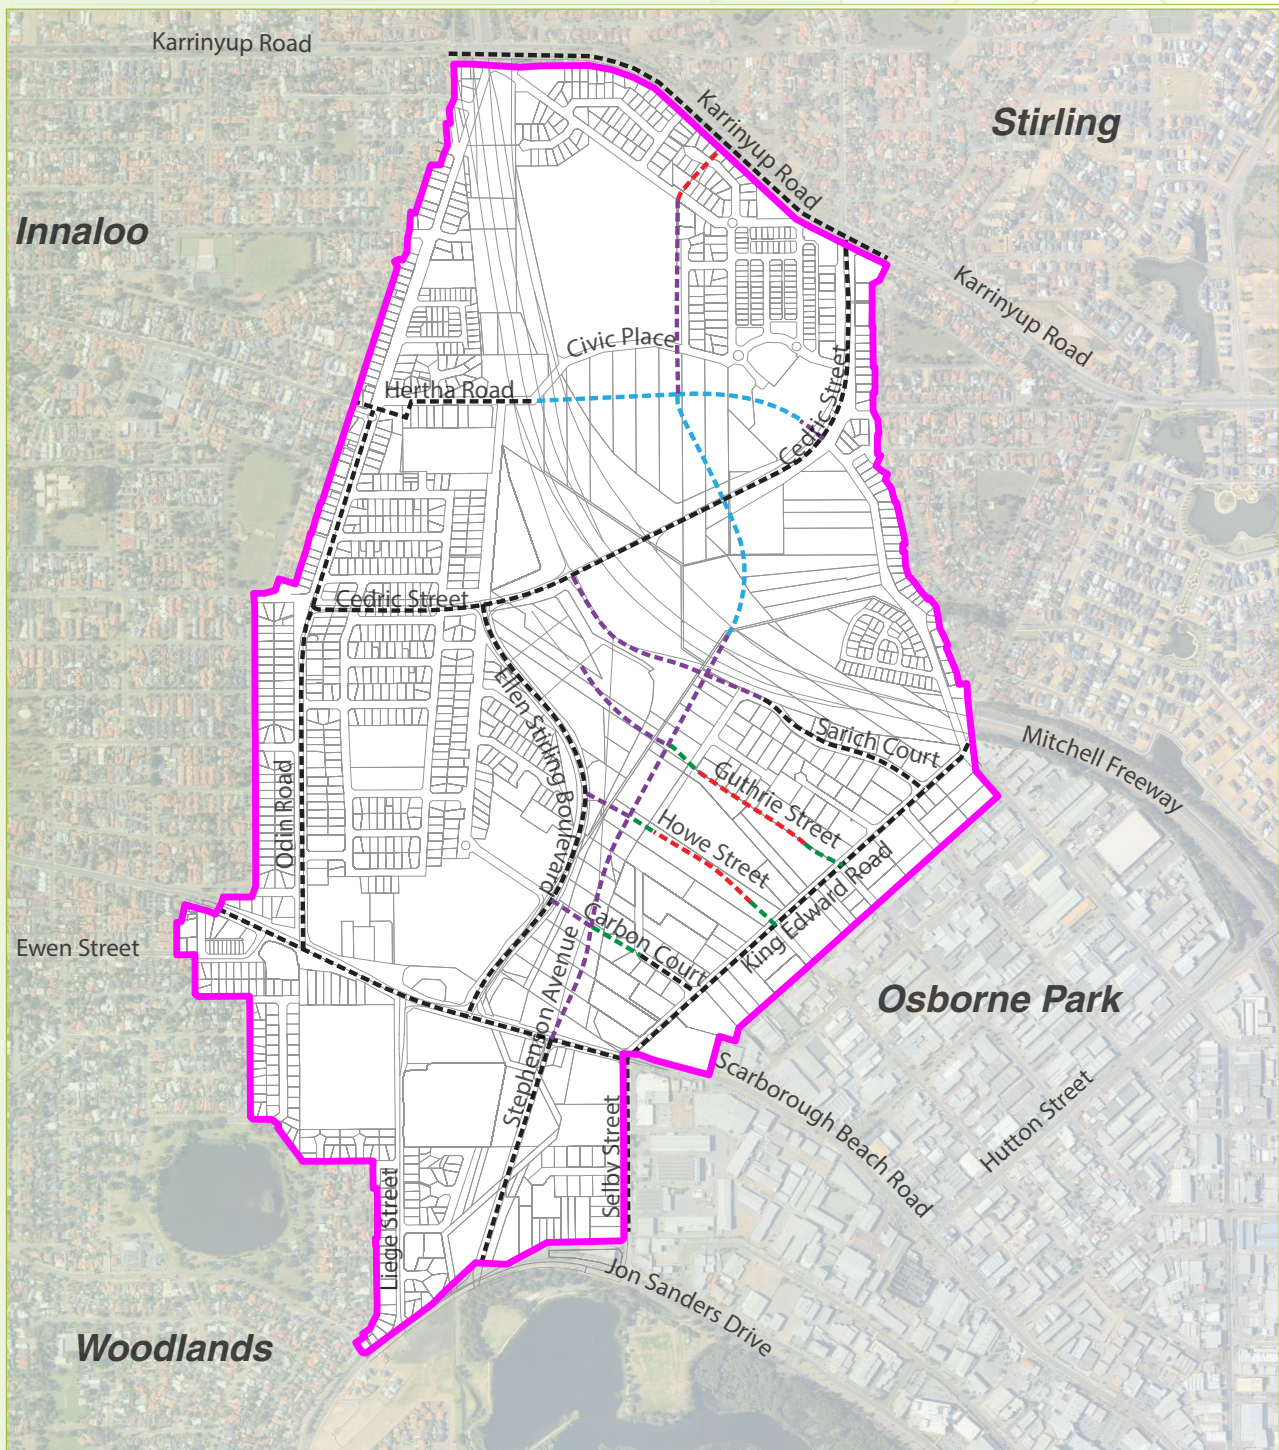 Karrinyup Road
Karrinyup Road
Stirling
Innaloo
Karrinyup Road
Civic Place
Hertha Road
Cedric Street
Cedric Street
Ellen Stirling Boulevard
Sarich Court
Mitchell Freeway
Guthrie Street
Odin Road
Howe Street
King Edward Road
Carbon Court
Ewen Street
Stephenson Avenue
Osborne Park
Scarborough Beach Road
Hutton Street
Selby Street
Liege Street
Jon Sanders Drive
Woodlands